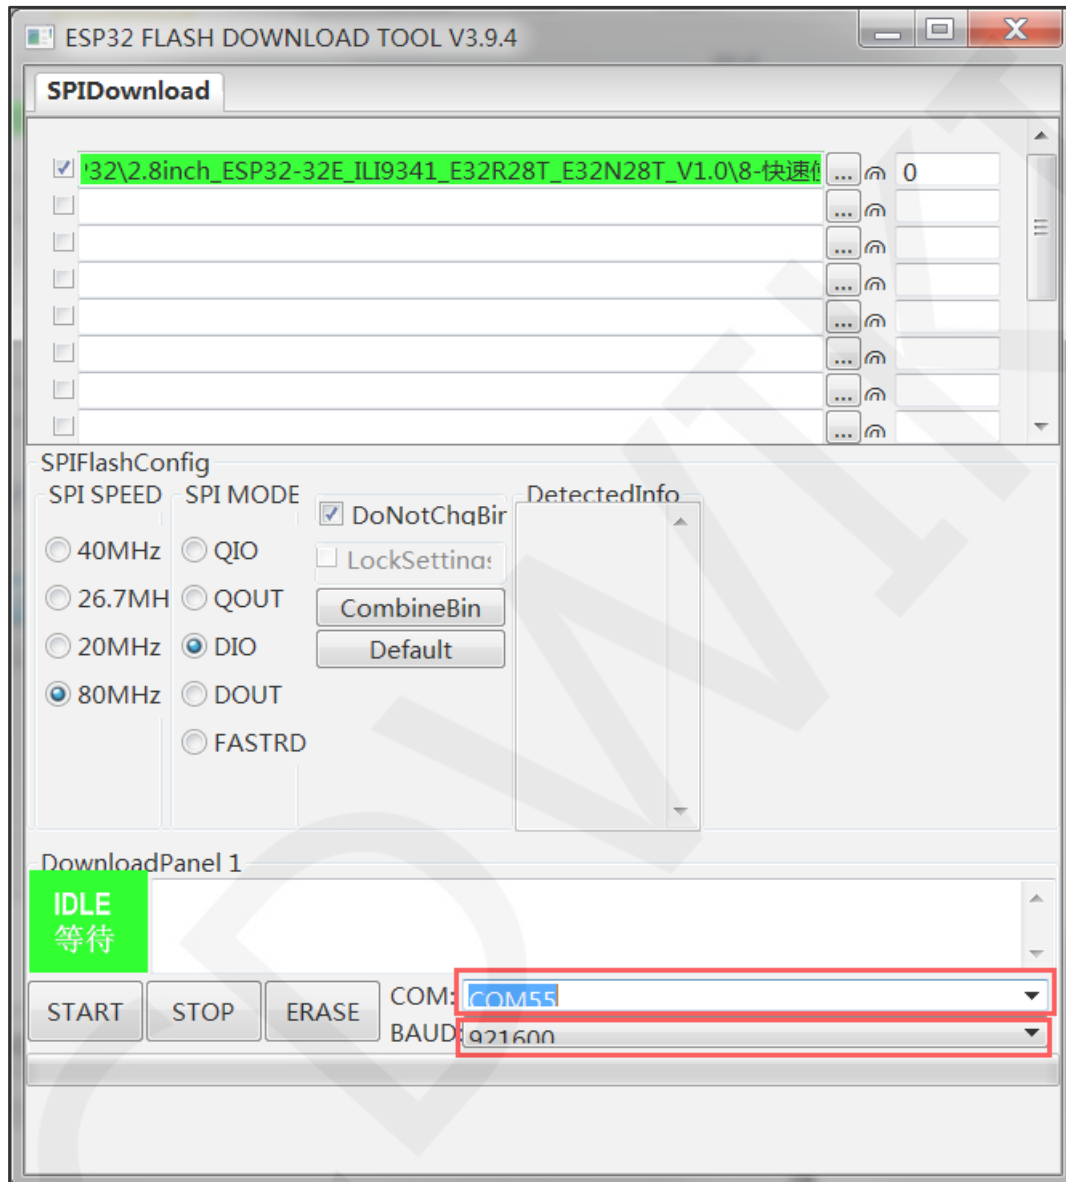 ESP32 FLASH DOWNLOAD TOOL V3.9.4
SPIDownload
32\2.8inch_ESP32-32E_ILI9341_E32R28T_E32N28T_V1.0\8-快速 ... @ 0
... @
... @
... @
... @
... @
... @
... @
SPIFlashConfig
SPI SPEED SPI MODE DetectedInfo
DoNotChgBin
40MHz QIO LockSettings
26.7MH QOUT CombineBin
20MHz DIO Default
80MHz DOUT
FASTRD
DownloadPanel 1
IDLE
等待
START STOP ERASE COM: COM55
BAUD: 921600